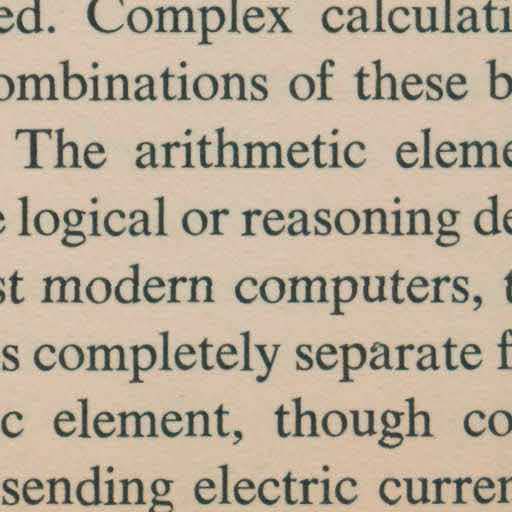 ed. Complex calculati
ombinations of these b
The arithmetic eleme
e logical or reasoning de
st modern computers, t
s completely separate f
c element, though co
sending electric curren